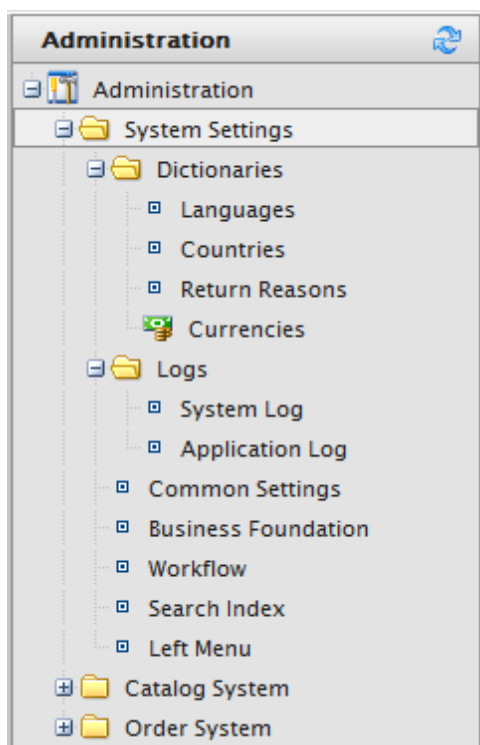 Administration
Administration
System Settings
Dictionaries
Languages
Countries
Return Reasons
Currencies
Logs
System Log
Application Log
Common Settings
Business Foundation
Workflow
Search Index
Left Menu
Catalog System
Order System